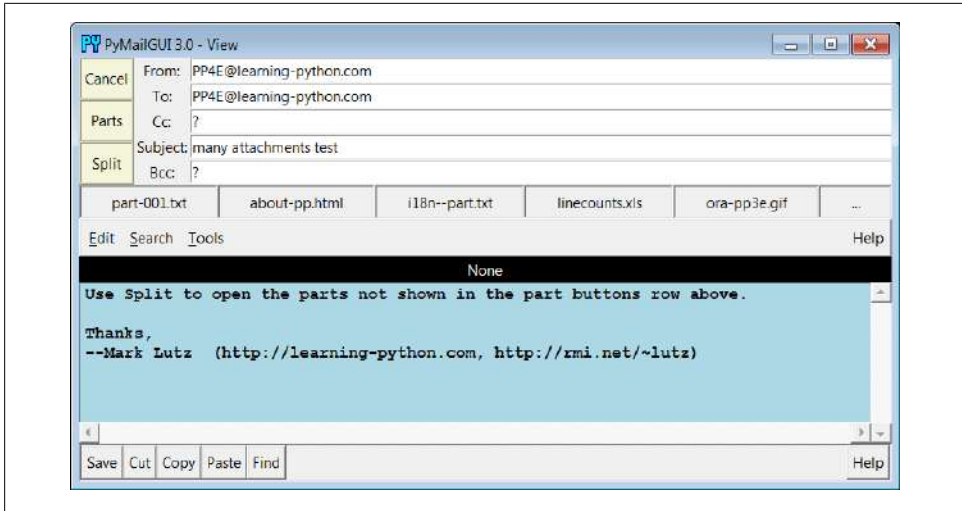 PY PyMailGUI 3.0 - View
Cancel From: PP4E@learning-python.com
To: PP4E@learning-python.com
Parts Cc: ?
Subject: many attachments test
Split Bcc: ?
part-001.txt about-pp.html i18n--part.txt linecounts.xls ora-pp3e.gif ...
Edit Search Tools Help
None
Use Split to open the parts not shown in the part buttons row above.
Thanks,
--Mark Lutz (http://learning-python.com, http://rmi.net/~lutz)
Save Cut Copy Paste Find Help